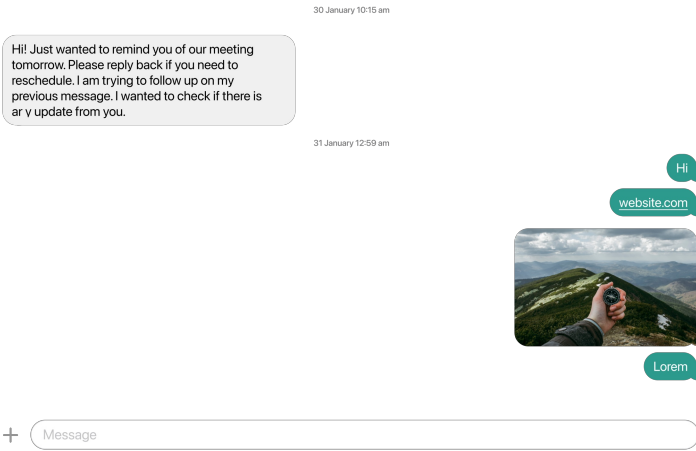 30 January 10:15 am
Hi! Just wanted to remind you of our meeting
tomorrow. Please reply back if you need to
reschedule. I am trying to follow up on my
previous message. I wanted to check if there is
ar y update from you.
31 January 12:59 am
Hi
website.com
Lorem
Message